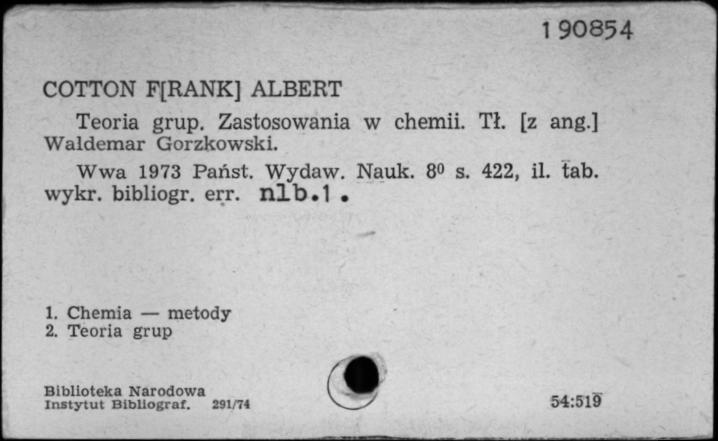 190854
COTTON F[RANK] ALBERT
Teoria grup. Zastosowania w chemii. Tł. [z ang.]
Waldemar Gorzkowski.
Wwa 1973 Państ. Wydaw. Nauk. 8⁰ s. 422, il. tab.
wykr. bibliogr. err. nlb.1.
1. Chemia — metody
2. Teoria grup
Biblioteka Narodowa
Instytut Bibliograf. 291/74
54:519